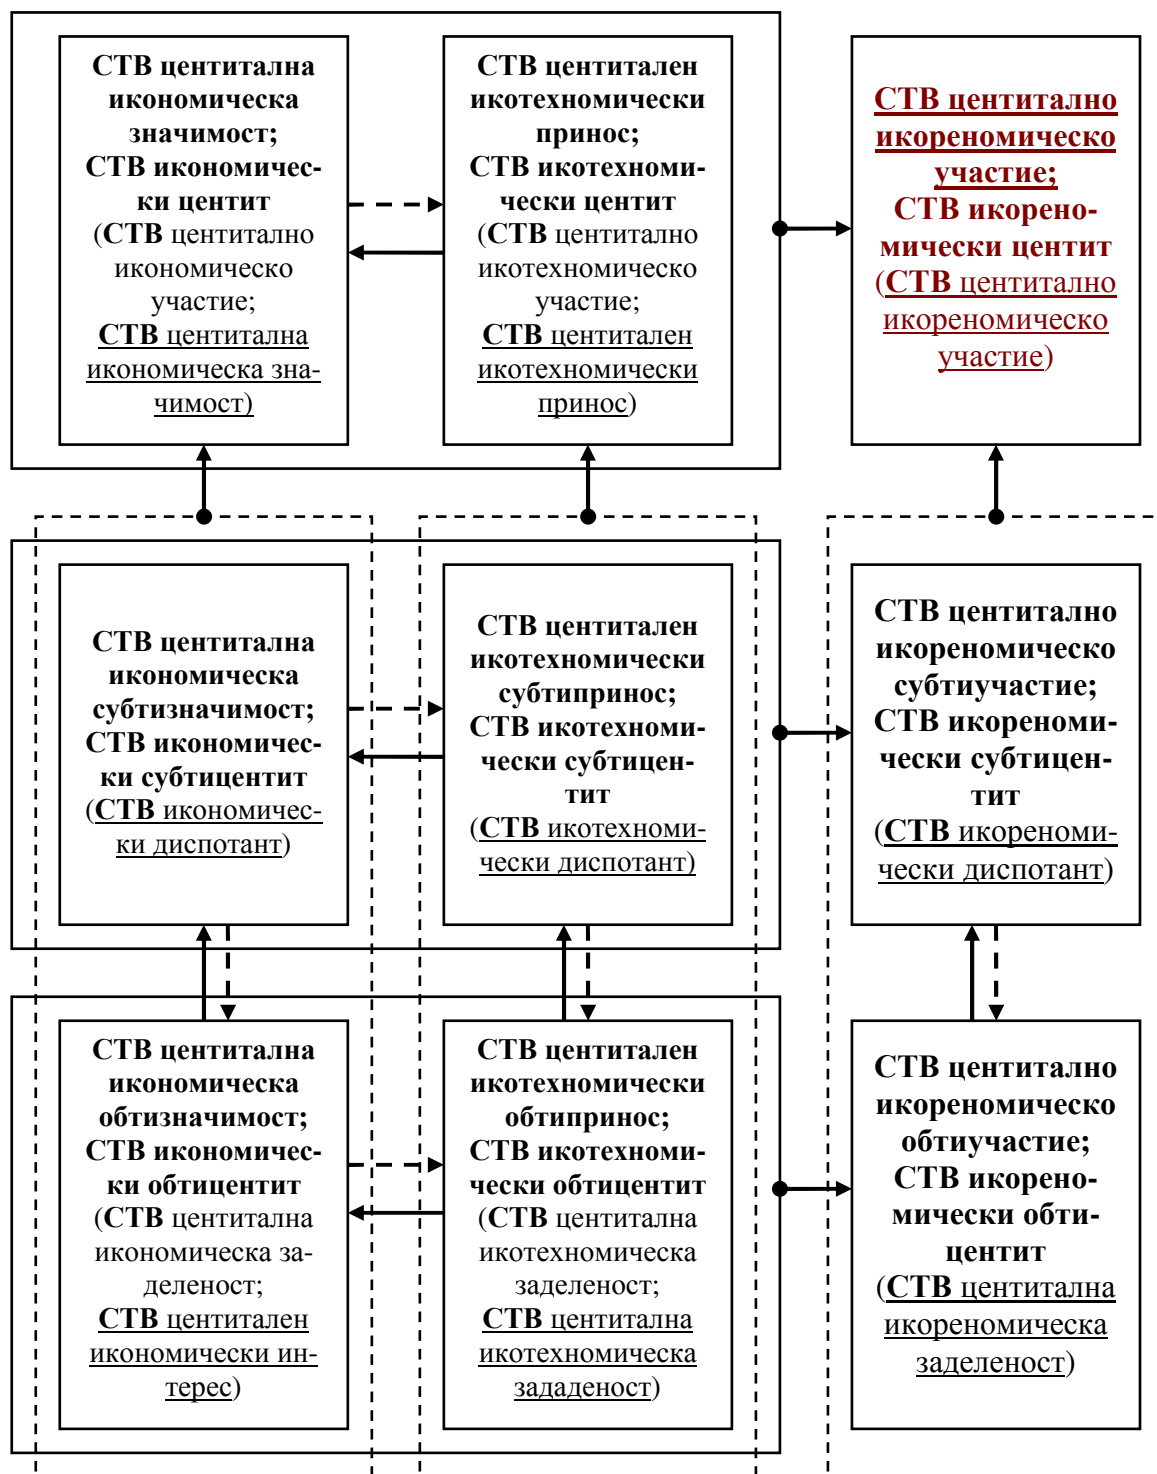 СТВ центитална
икономическа
значимост;
СТВ икономичес-
ки центит
(СТВ центитално
икономическо
участие;
СТВ центитална
икономическа зна-
чимост)
СТВ центитален
икотехномически
принос;
СТВ икотехноми-
чески центит
(СТВ центитално
икотехномическо
участие;
СТВ центитален
икотехномически
принос)
СТВ центитално
икореномическо
участие;
СТВ икорено-
мически центит
(СТВ центитално
икореномическо
участие)
СТВ центитална
икономическа
субтизначимост;
СТВ икономичес-
ки субтицентит
(СТВ икономичес-
ки диспотант)
СТВ центитален
икотехномически
субтипринос;
СТВ икотехноми-
чески субтицен-
тит
(СТВ икотехноми-
чески диспотант)
СТВ центитално
икореномическо
субтиучастие;
СТВ икореноми-
чески субтицен-
тит
(СТВ икореноми-
чески диспотант)
СТВ центитална
икономическа
обтизначимост;
СТВ икономичес-
ки обтицентит
(СТВ центитална
икономическа за-
деленост;
СТВ центитален
икономически ин-
терес)
СТВ центитален
икотехномически
обтипринос;
СТВ икотехноми-
чески обтицентит
(СТВ центитална
икотехномическа
заделеност;
СТВ центитална
икотехномическа
зададеност)
СТВ центитално
икореномическо
обтиучастие;
СТВ икорено-
мически обти-
центит
(СТВ центитална
икореномическа
заделеност)